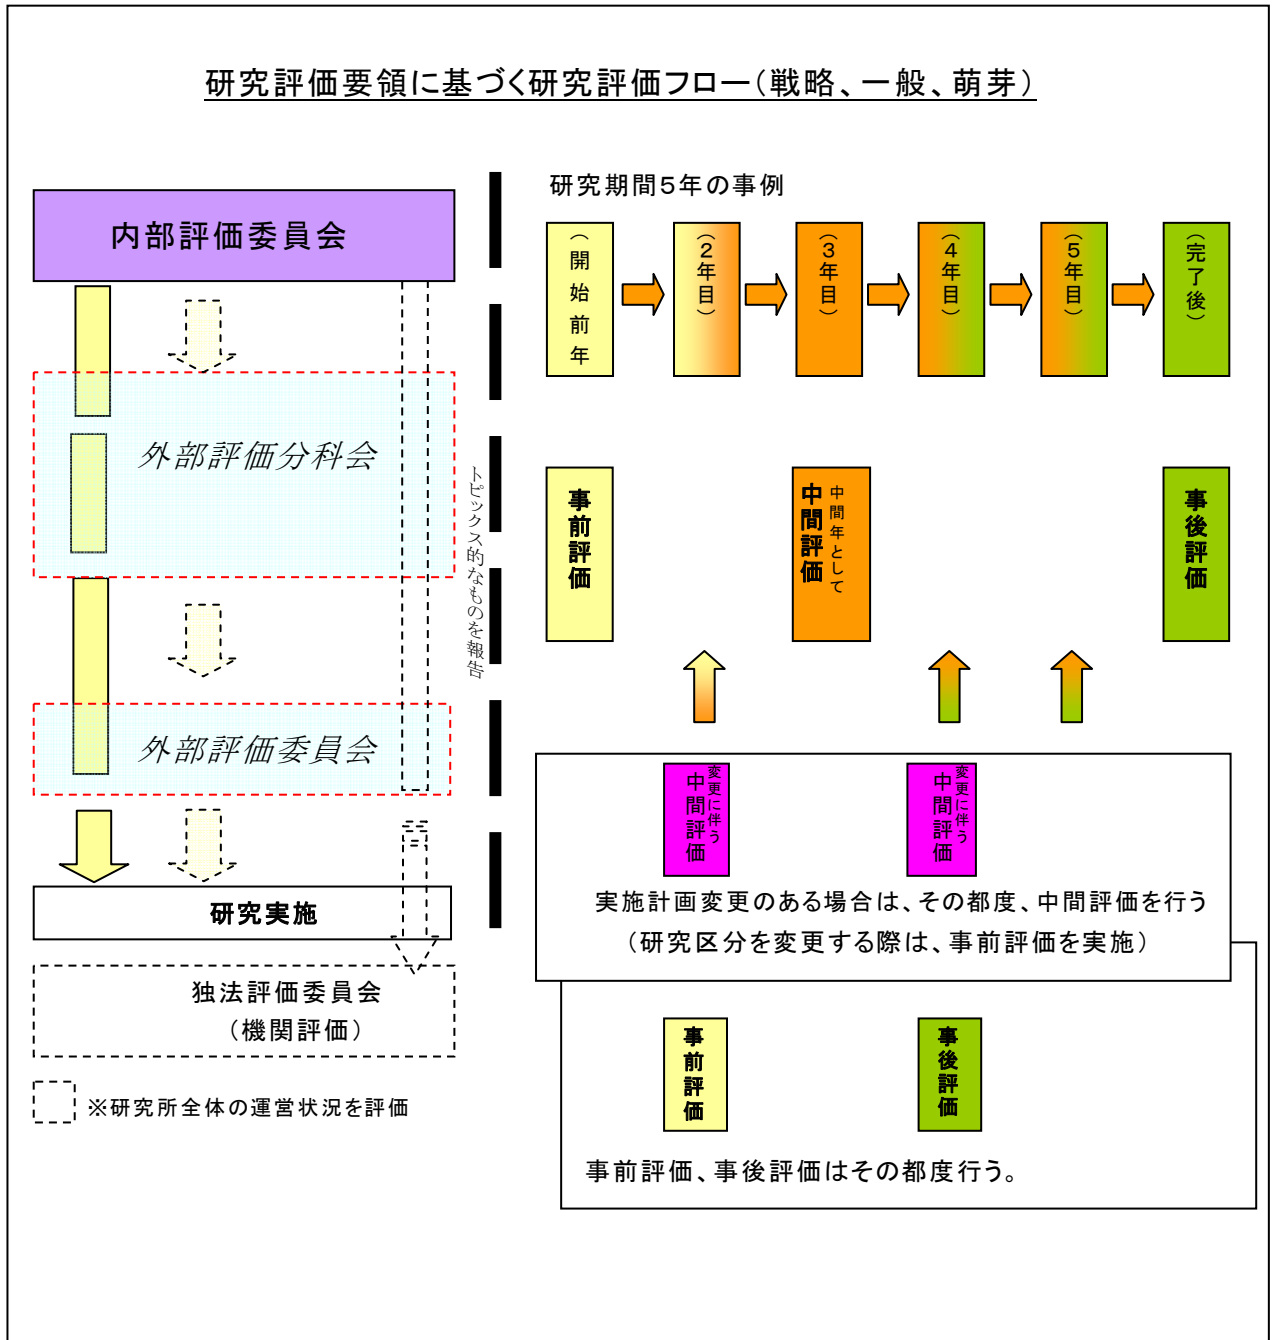 研究評価要領に基づく研究評価フロー(戦略、一般、萌芽)
内部評価委員会
外部評価分科会
外部評価委員会
研究実施
独法評価委員会
(機関評価)
※研究所全体の運営状況を評価
トピックス的なものを報告
研究期間5年の事例
(開始前年)
(2年目)
(3年目)
(4年目)
(5年目)
(完了後)
事前評価
中間年として
中間評価
事後評価
変更に伴う
中間評価
変更に伴う
中間評価
実施計画変更のある場合は、その都度、中間評価を行う
(研究区分を変更する際は、事前評価を実施)
事前評価
事後評価
事前評価、事後評価はその都度行う。